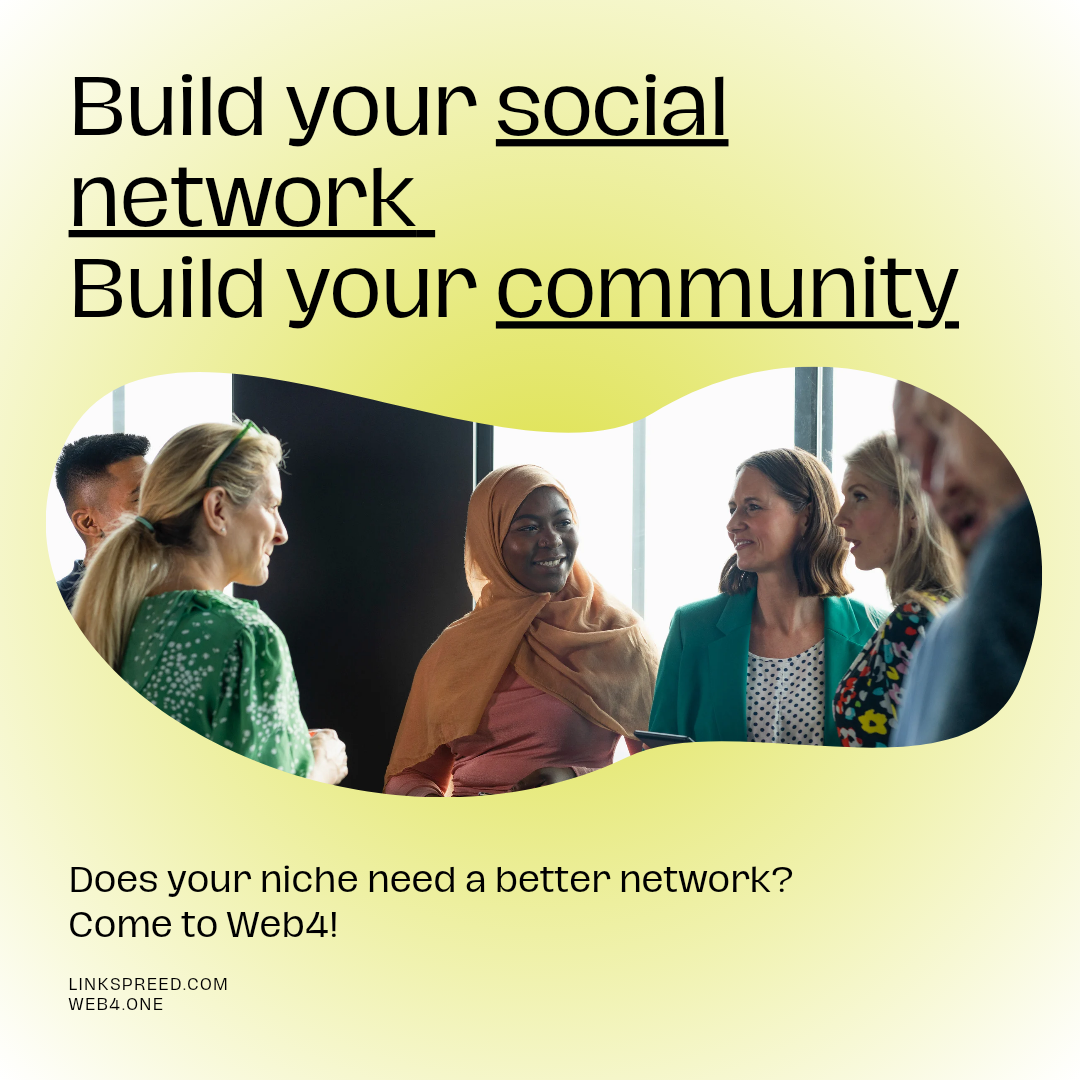 Build your social
network
Build your community
Does your niche need a better network?
Come to Web4!
LINKSPREED.COM
WEB4.ONE